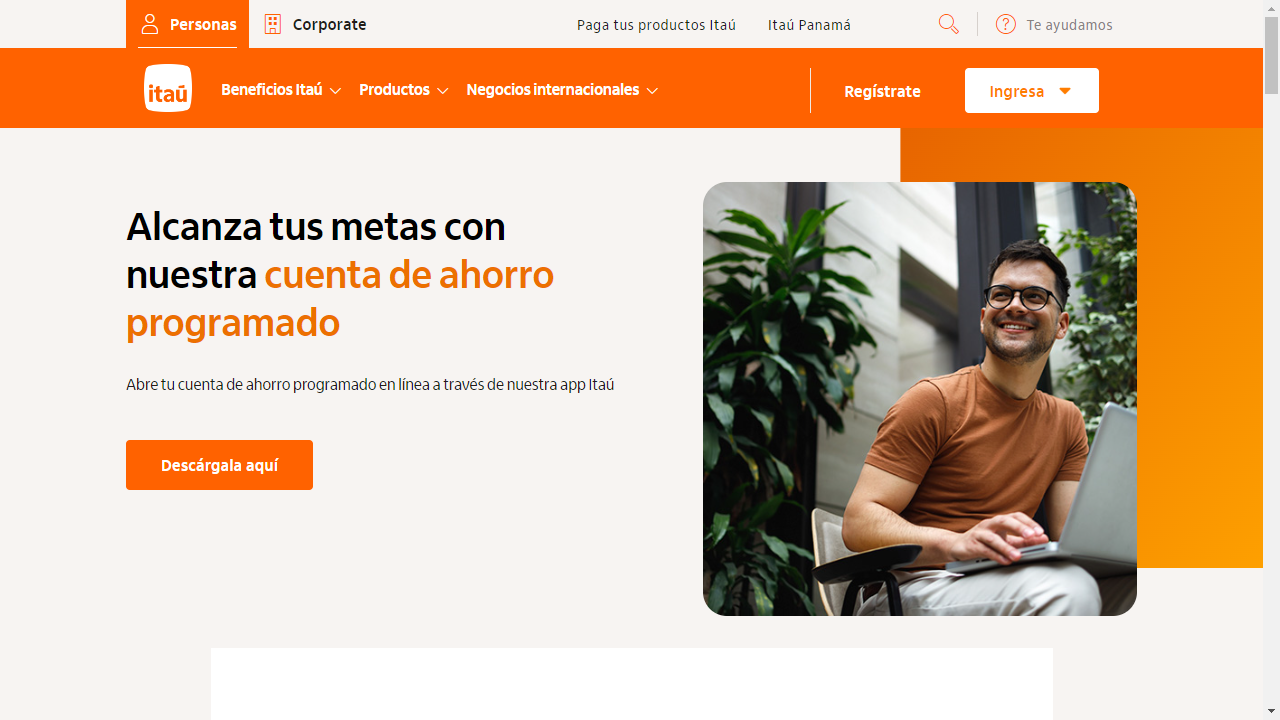 Personas
Corporate
Paga tus productos Itaú
Itaú Panamá
Te ayudamos
itaú
Beneficios Itaú
Productos
Negocios internacionales
Regístrate
Ingresa
Alcanza tus metas con
nuestra cuenta de ahorro
programado
Abre tu cuenta de ahorro programado en línea a través de nuestra app Itaú
Descárgala aquí